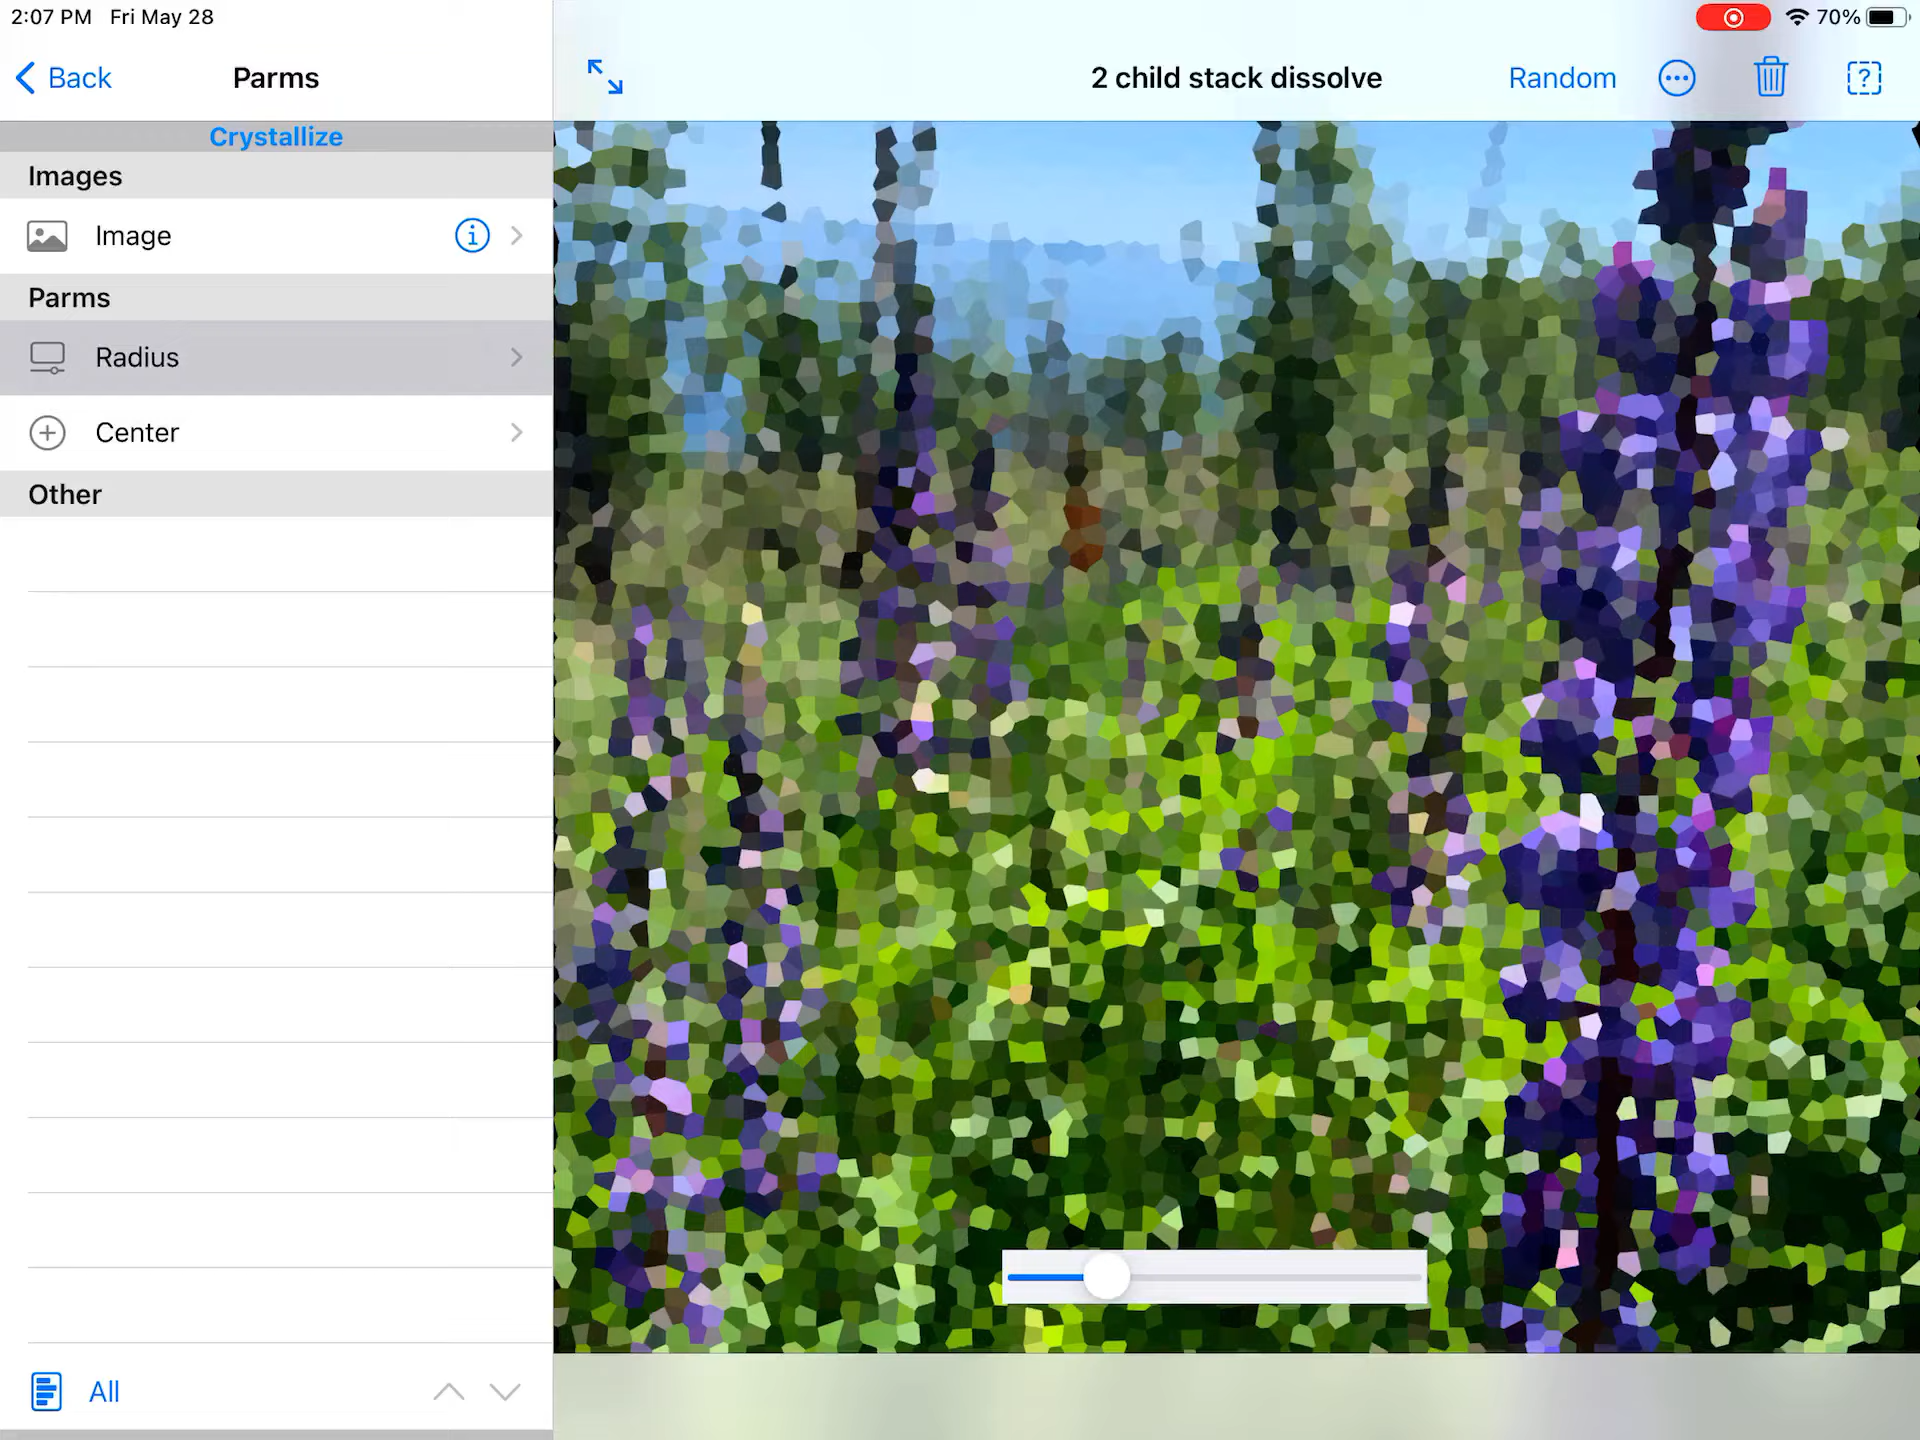 2:07 PM Fri May 28
70%
Back
Parms
2 child stack dissolve
Random
Crystallize
Images
Image
Parms
Radius
Center
Other
All